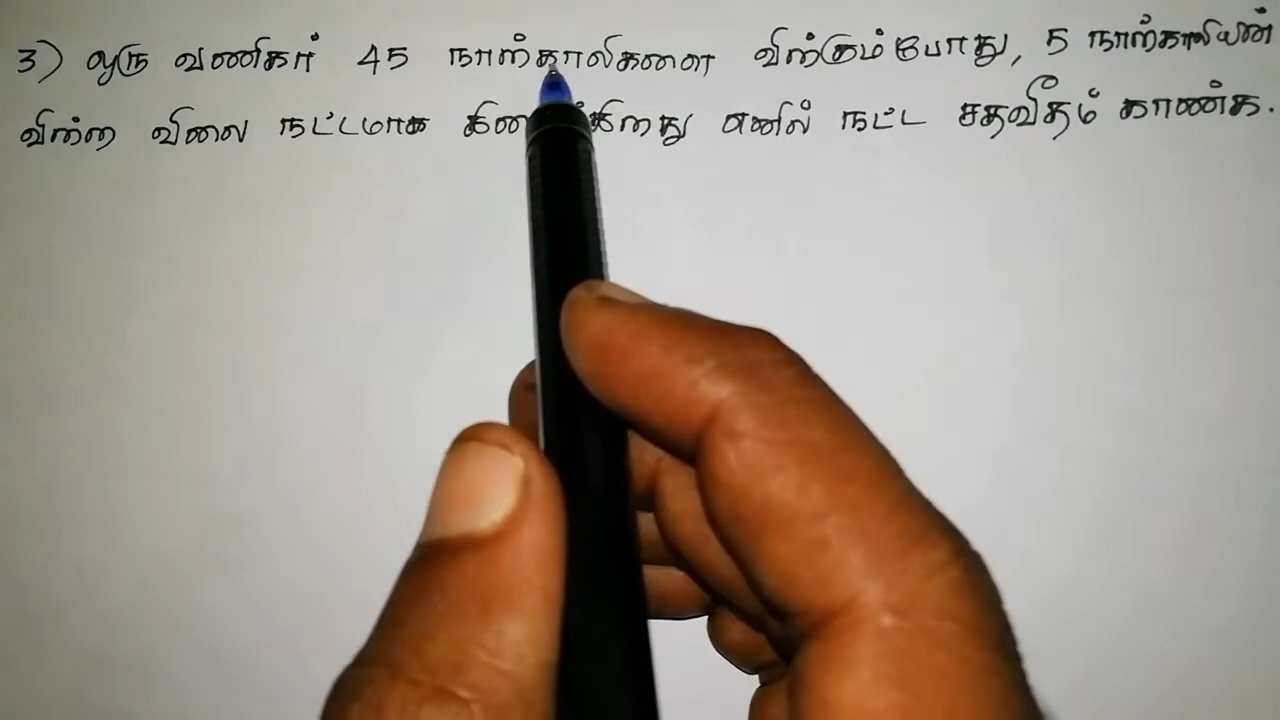 3) ஒரு வணிகர் 45 நாற்காலிகளை விற்கும்போது, 5 நாற்காலியின்
விற்ற விலை நட்டமாக எனில் நட்ட சதவீதம் காண்க.